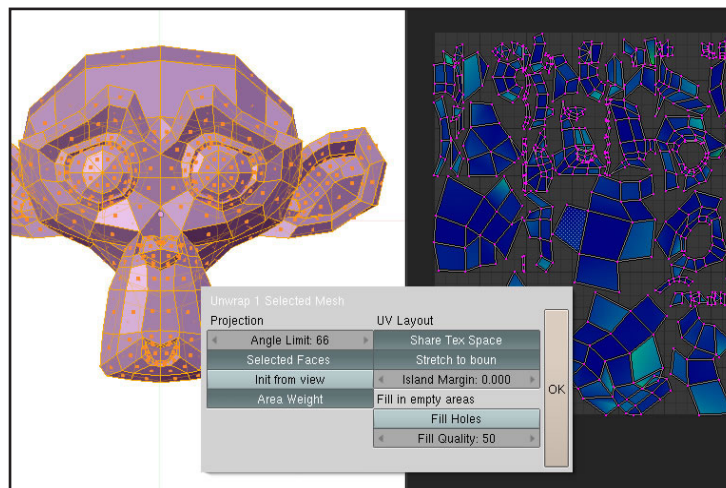 Unwrap 1 Selected Mesh
Projection
UV Layout
Angle Limit: 66
Share Tex Space
Selected Faces
Stretch to boun
Init from view
Island Margin: 0.000
OK
Area Weight
Fill in empty areas
Fill Holes
Fill Quality: 50